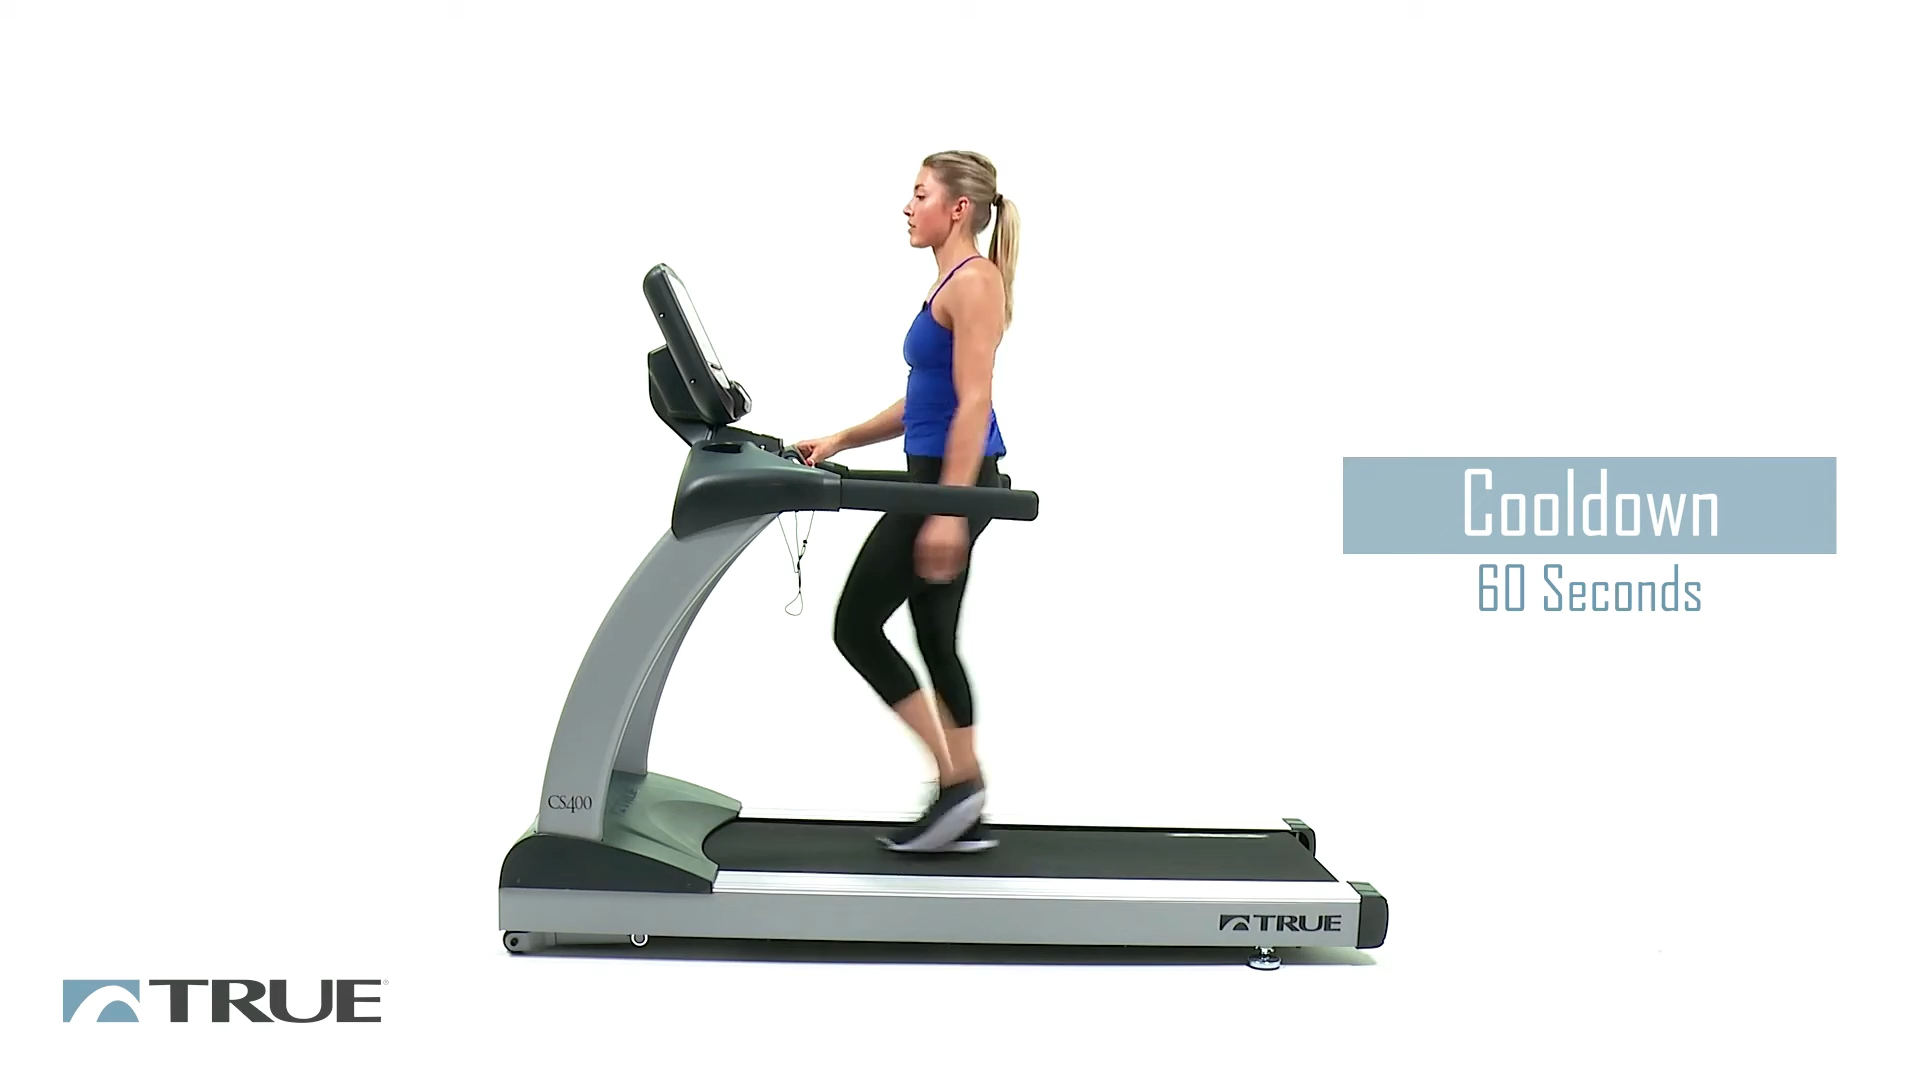 Cooldown
60 Seconds
CS400
TRUE
TRUE